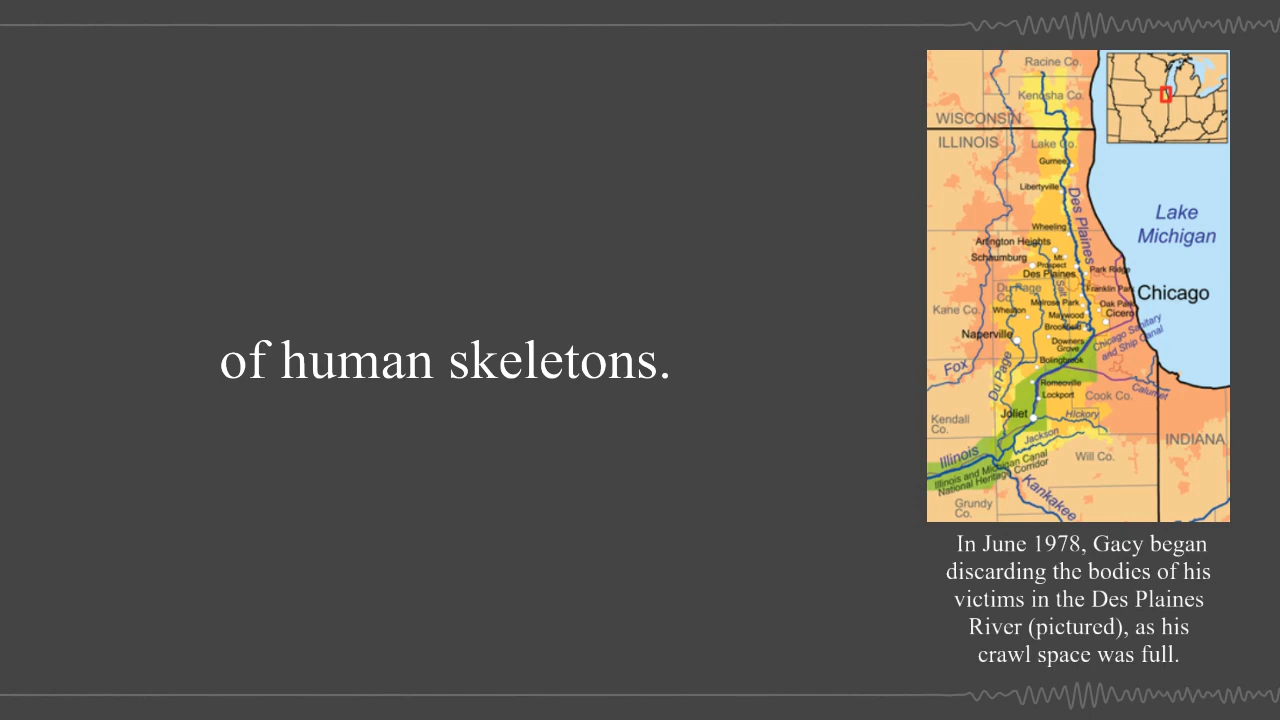 of human skeletons.
Racine Co.
Kenosha Co.
WISCONSIN
ILLINOIS
Lake Co.
Gurnee
Libertyville
Des Plaines
Lake
Michigan
Wheeling
Arlington Heights
Schaumburg
Mt.
Prospect
Des Plaines
Park Ridge
Du Page
Co.
Salt
Franklin Park
Chicago
Melrose Park
Oak Park
Kane Co.
Wheaton
Maywood
Cicero
Brookfield
Naperville
Downers
Grove
Chicago Sanitary
and Ship Canal
Bolingbrook
Fox
Du Page
Romeoville
Lockport
Cook Co.
Calumet
Joliet
Hickory
Kendall
Co.
Jackson
INDIANA
Illinois
Will Co.
Illinois and Michigan Canal
National Heritage Corridor
Kankakee
Grundy
Co.
In June 1978, Gacy began
discarding the bodies of his
victims in the Des Plaines
River (pictured), as his
crawl space was full.